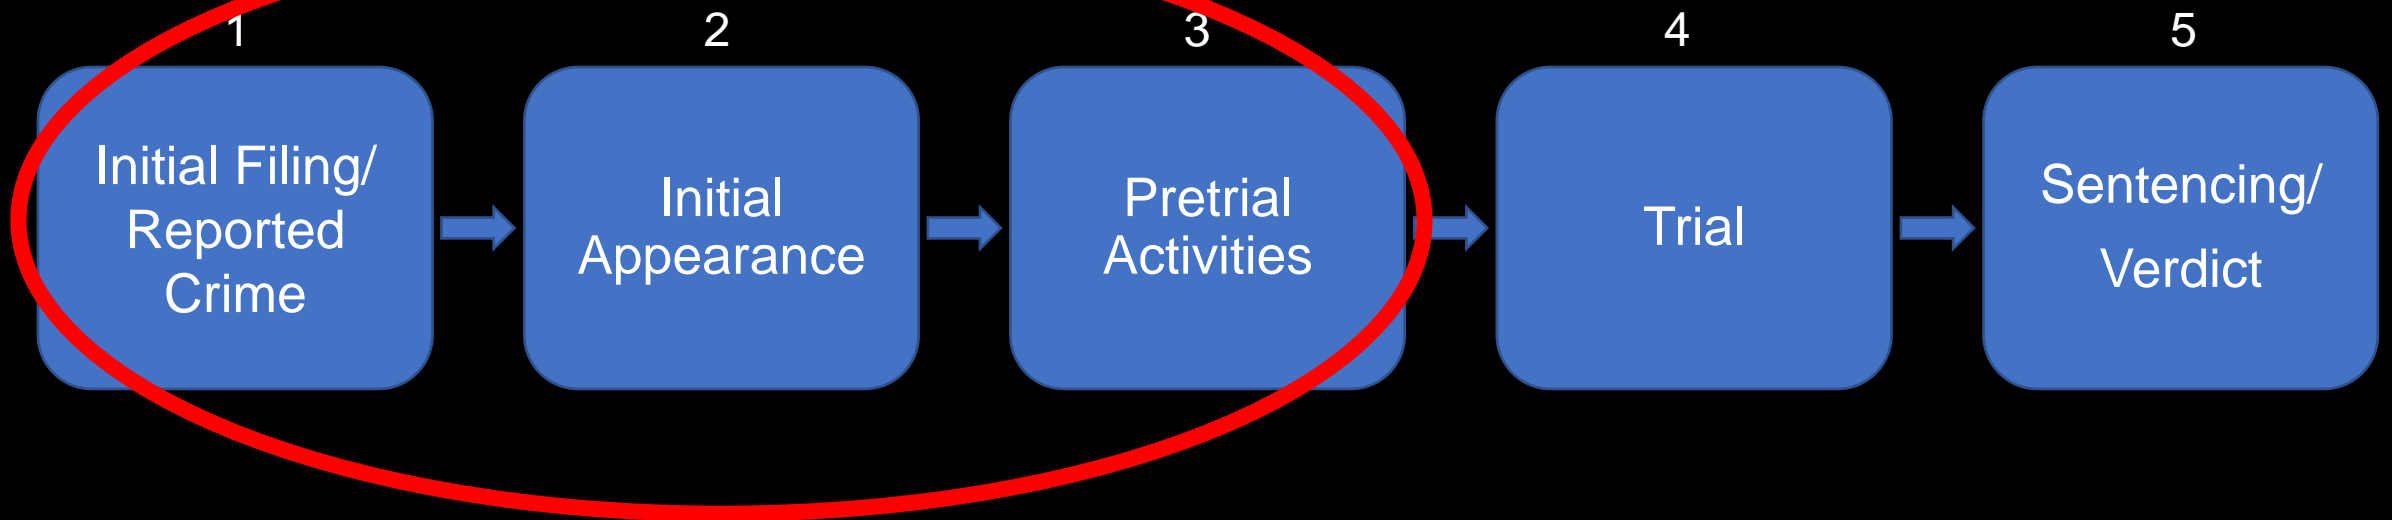 1
2
3
4
5
Initial Filing/
Reported
Crime
Initial
Appearance
Pretrial
Activities
Trial
Sentencing/
Verdict